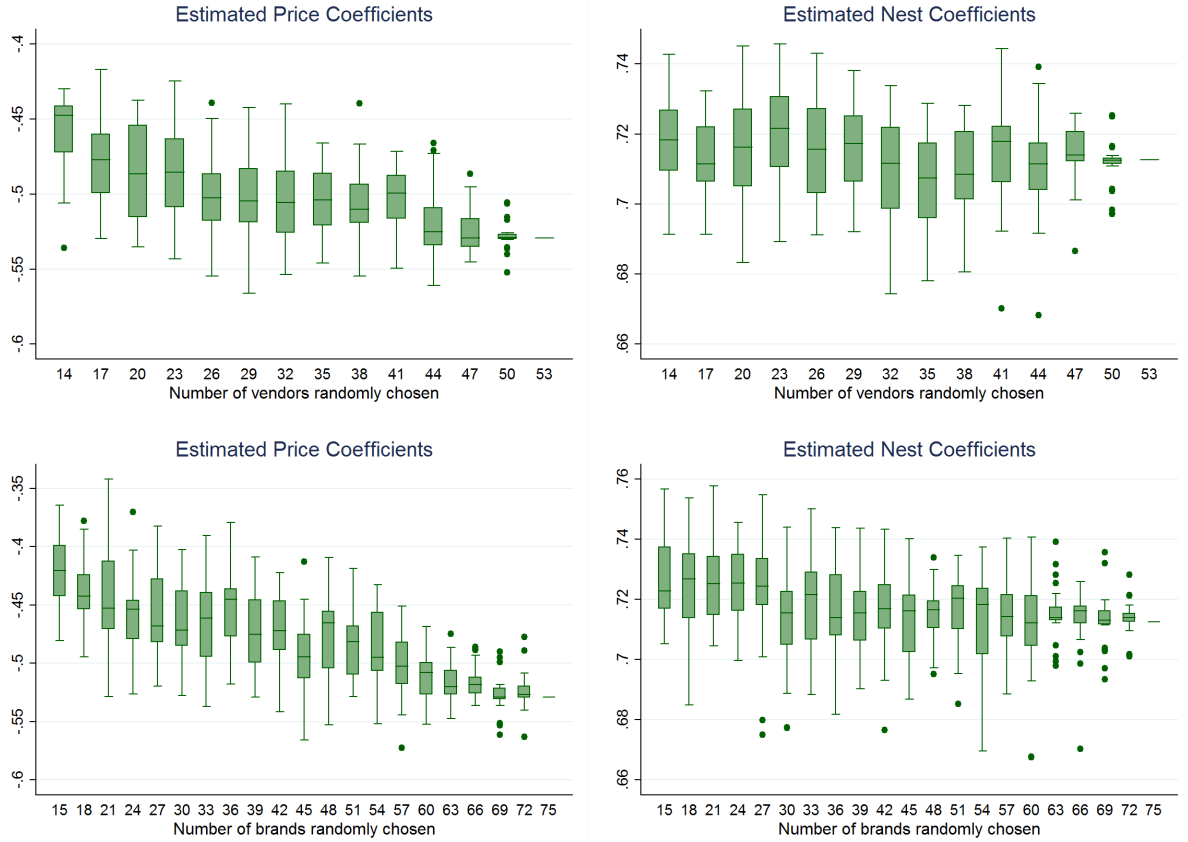 Estimated Price Coefficients
-.4
-.45
-.5
-.55
-.6
14 17 20 23 26 29 32 35 38 41 44 47 50 53
Number of vendors randomly chosen
Estimated Nest Coefficients
.74
.72
.7
.68
.66
14 17 20 23 26 29 32 35 38 41 44 47 50 53
Number of vendors randomly chosen
Estimated Price Coefficients
-.35
-.4
-.45
-.5
-.55
-.6
15 18 21 24 27 30 33 36 39 42 45 48 51 54 57 60 63 66 69 72 75
Number of brands randomly chosen
Estimated Nest Coefficients
.76
.74
.72
.7
.68
.66
15 18 21 24 27 30 33 36 39 42 45 48 51 54 57 60 63 66 69 72 75
Number of brands randomly chosen